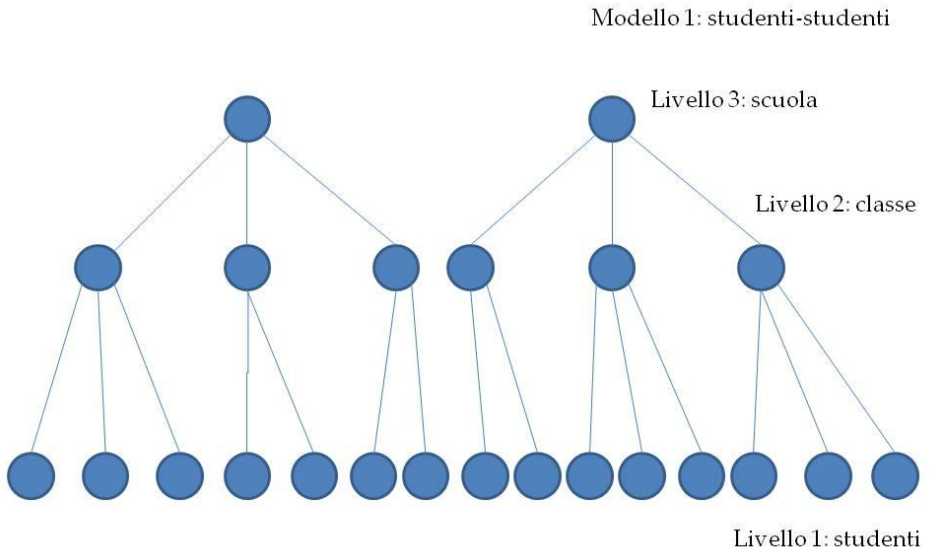 Modello 1: studenti-studenti
Livello 3: scuola
Livello 2: classe
Livello 1: studenti